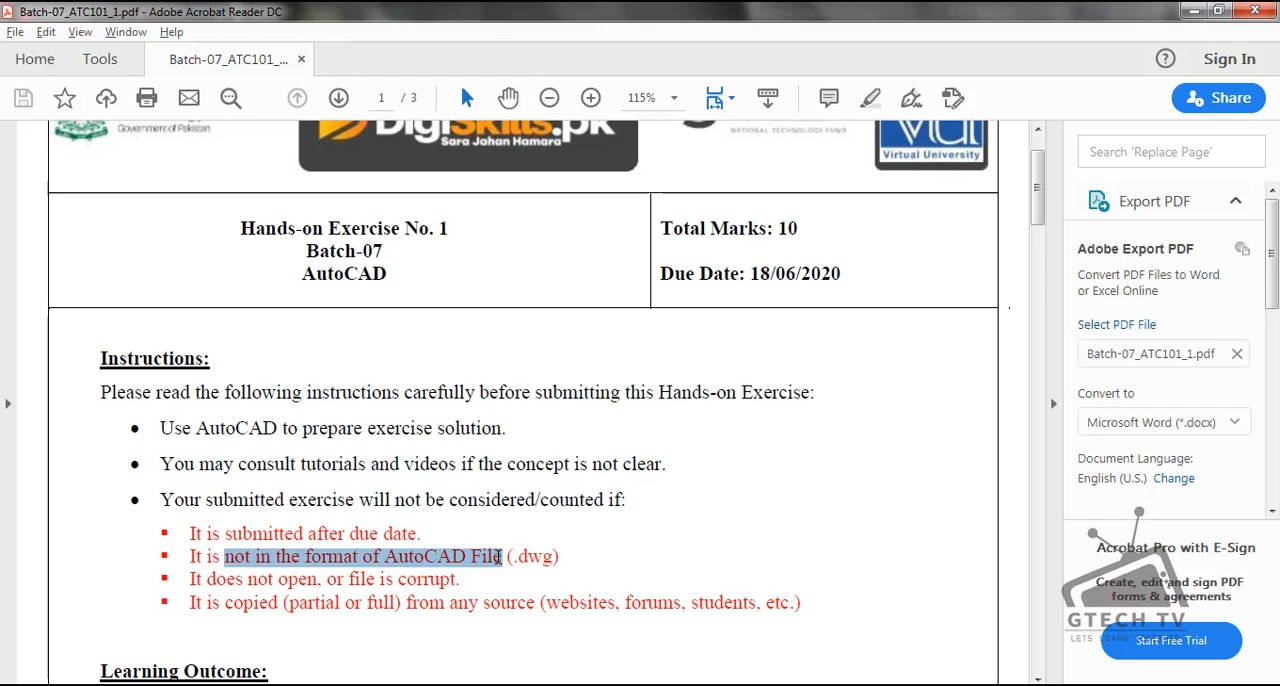 Batch-07_ATC101_1.pdf - Adobe Acrobat Reader DC
File Edit View Window Help
Home Tools Batch-07_ATC101_... × Sign In
1 / 3 115% Share
Government of Pakistan
DigiSkills.pk
Sara Jahan Hamara
NATIONAL TECHNOLOGY FUND
Virtual University
Hands-on Exercise No. 1
Batch-07
AutoCAD
Total Marks: 10
Due Date: 18/06/2020
Instructions:
Please read the following instructions carefully before submitting this Hands-on Exercise:
• Use AutoCAD to prepare exercise solution.
• You may consult tutorials and videos if the concept is not clear.
• Your submitted exercise will not be considered/counted if:
▪ It is submitted after due date.
▪ It is not in the format of AutoCAD File (.dwg)
▪ It does not open, or file is corrupt.
▪ It is copied (partial or full) from any source (websites, forums, students, etc.)
Learning Outcome:
Search 'Replace Page'
Export PDF
Adobe Export PDF
Convert PDF Files to Word
or Excel Online
Select PDF File
Batch-07_ATC101_1.pdf
Convert to
Microsoft Word (*.docx)
Document Language:
English (U.S.) Change
Acrobat Pro with E-Sign
Create, edit and sign PDF
forms & agreements
GTECH TV
Start Free Trial